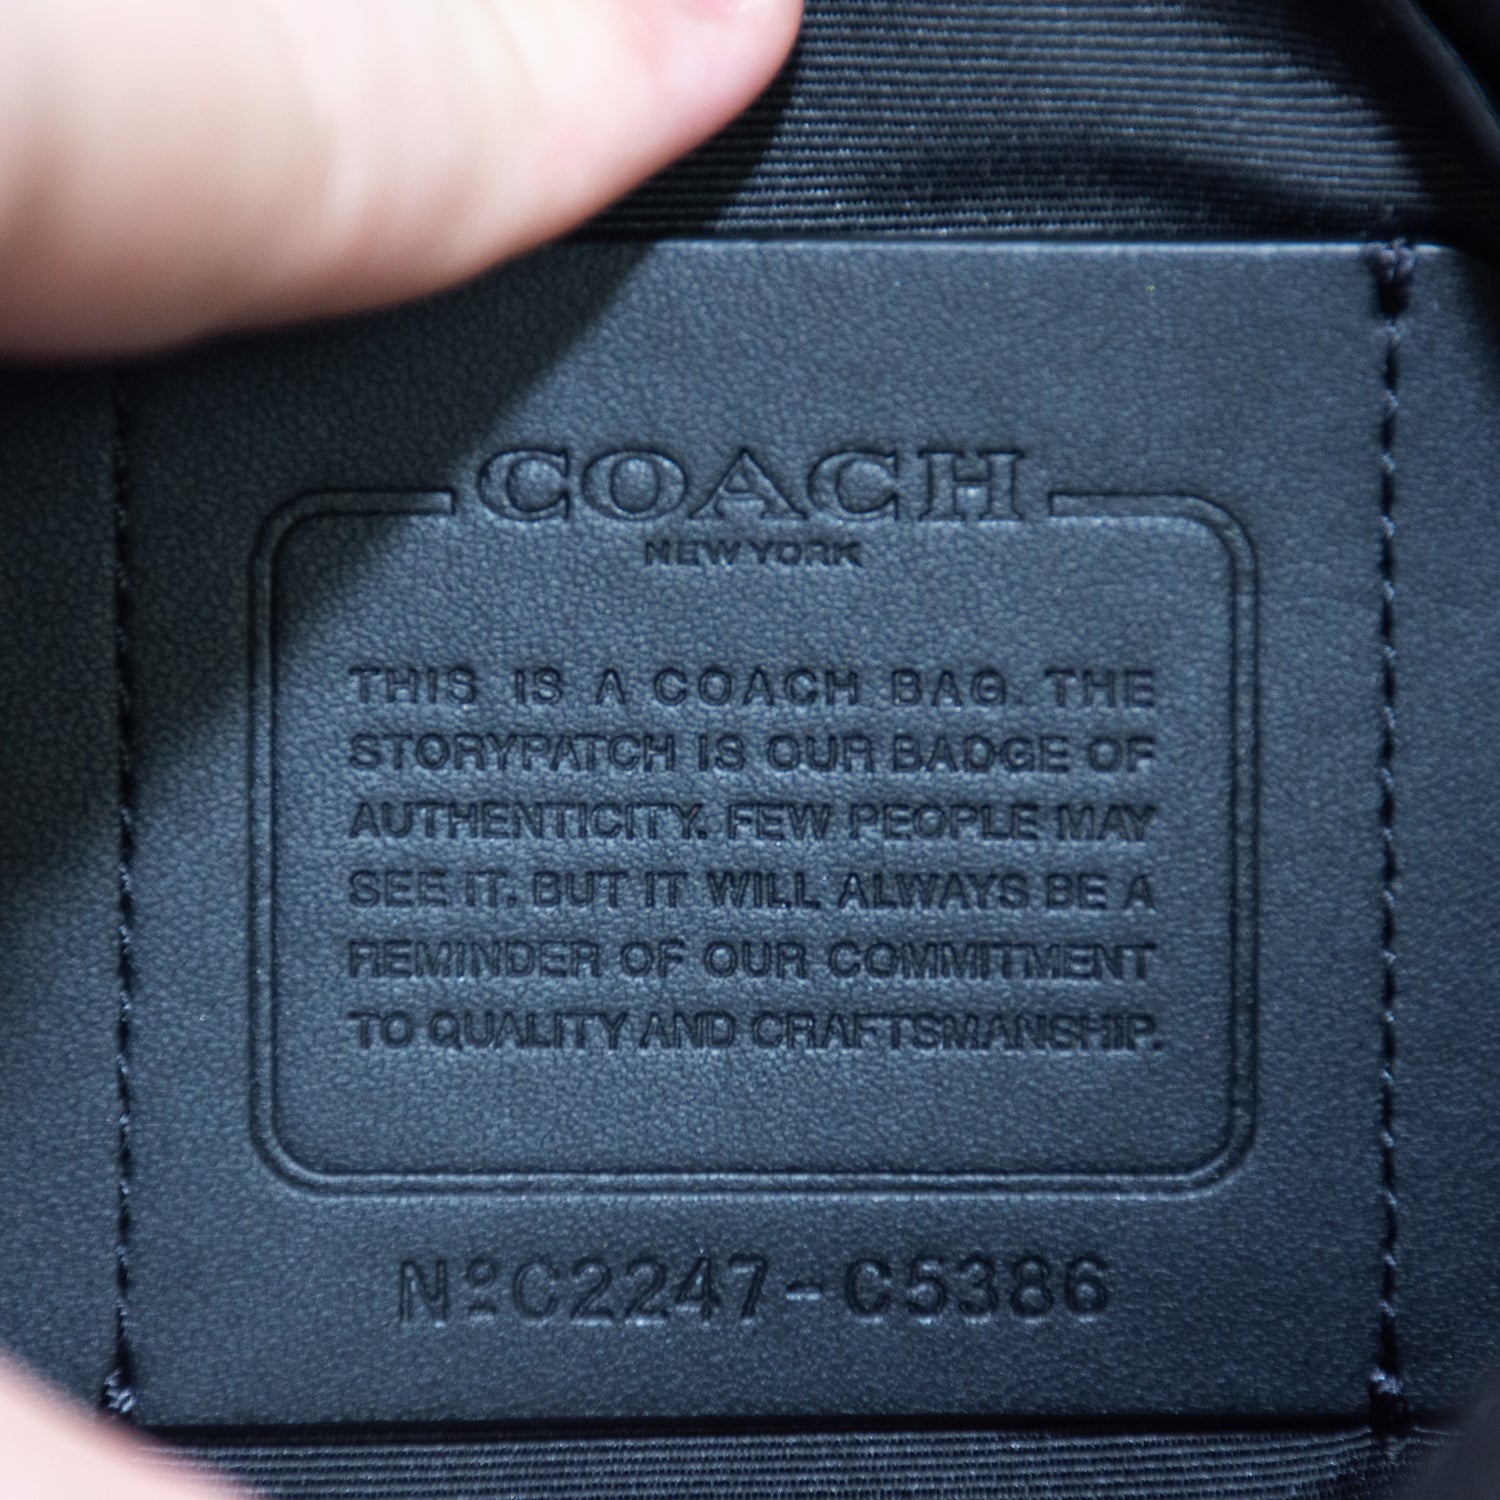 COACH
NEW YORK
THIS IS A COACH BAG. THE
STORYPATCH IS OUR BADGE OF
AUTHENTICITY. FEW PEOPLE MAY
SEE IT. BUT IT WILL ALWAYS BE A
REMINDER OF OUR COMMITMENT
TO QUALITY AND CRAFTSMANSHIP.
NºC2247-C5386